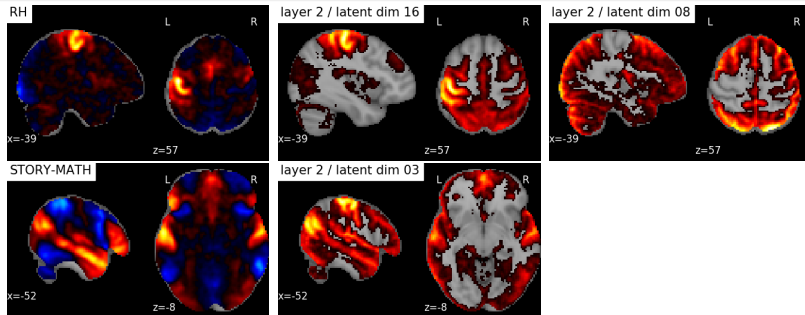 RH
L R
x=-39
z=57
layer 2 / latent dim 16
L R
x=-39
z=57
layer 2 / latent dim 08
L R
x=-39
z=57
STORY-MATH
L R
x=-52
z=-8
layer 2 / latent dim 03
L R
x=-52
z=-8